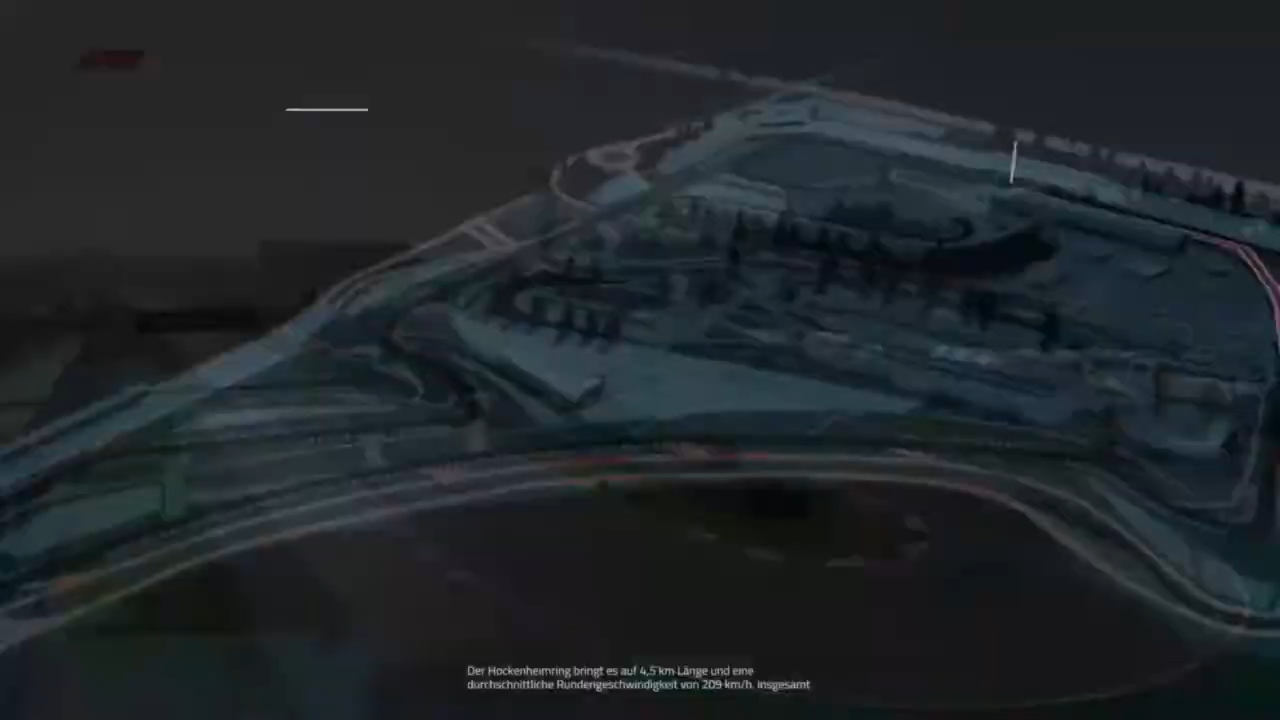 Der Hockenheimring bringt es auf 4,5 km Länge und eine
durchschnittliche Rundengeschwindigkeit von 209 km/h. Insgesamt